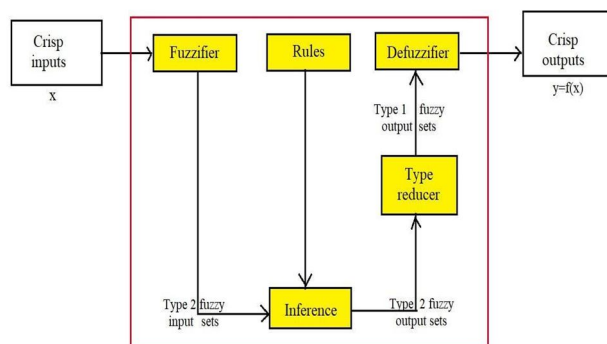 Crisp
inputs
x
Fuzzifier
Rules
Defuzzifier
Crisp
outputs
y=f(x)
Type 1 fuzzy
output sets
Type
reducer
Type 2 fuzzy
input sets
Inference
Type 2 fuzzy
output sets